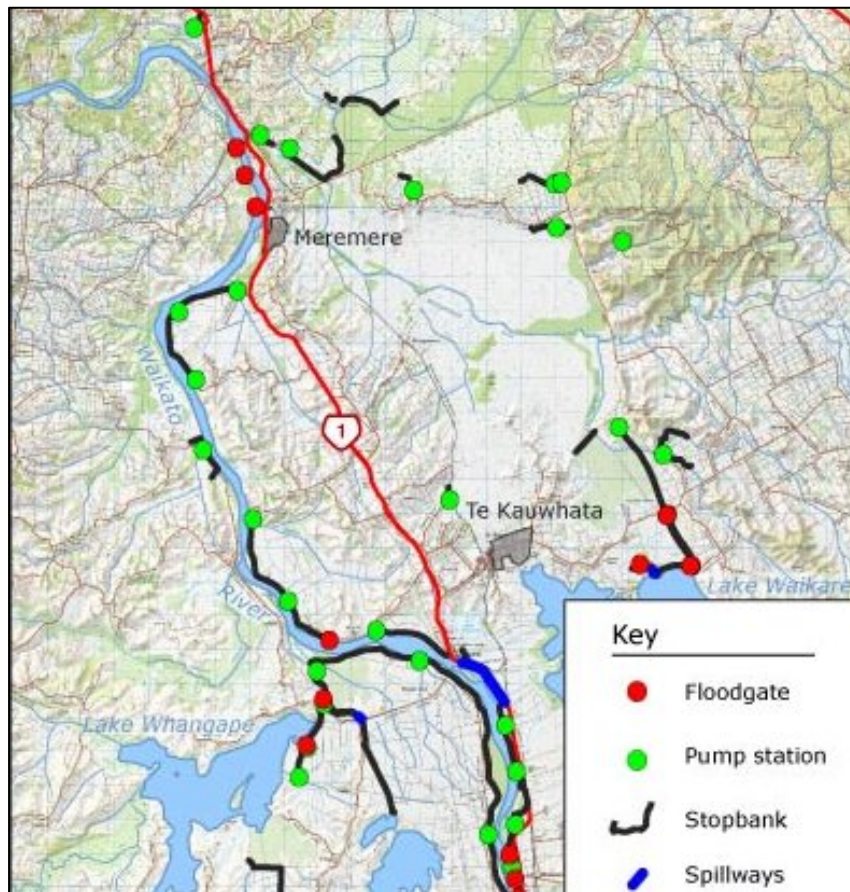 Meremere
Waikato
1
Te Kauwhata
River
Lake Waikare
Lake Whangape
Key
Floodgate
Pump station
Stopbank
Spillways